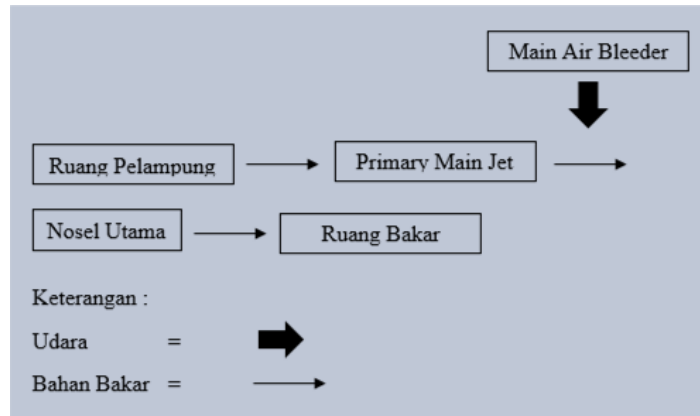 Main Air Bleeder
Ruang Pelampung
Primary Main Jet
Nosel Utama
Ruang Bakar
Keterangan :
Udara =
Bahan Bakar =